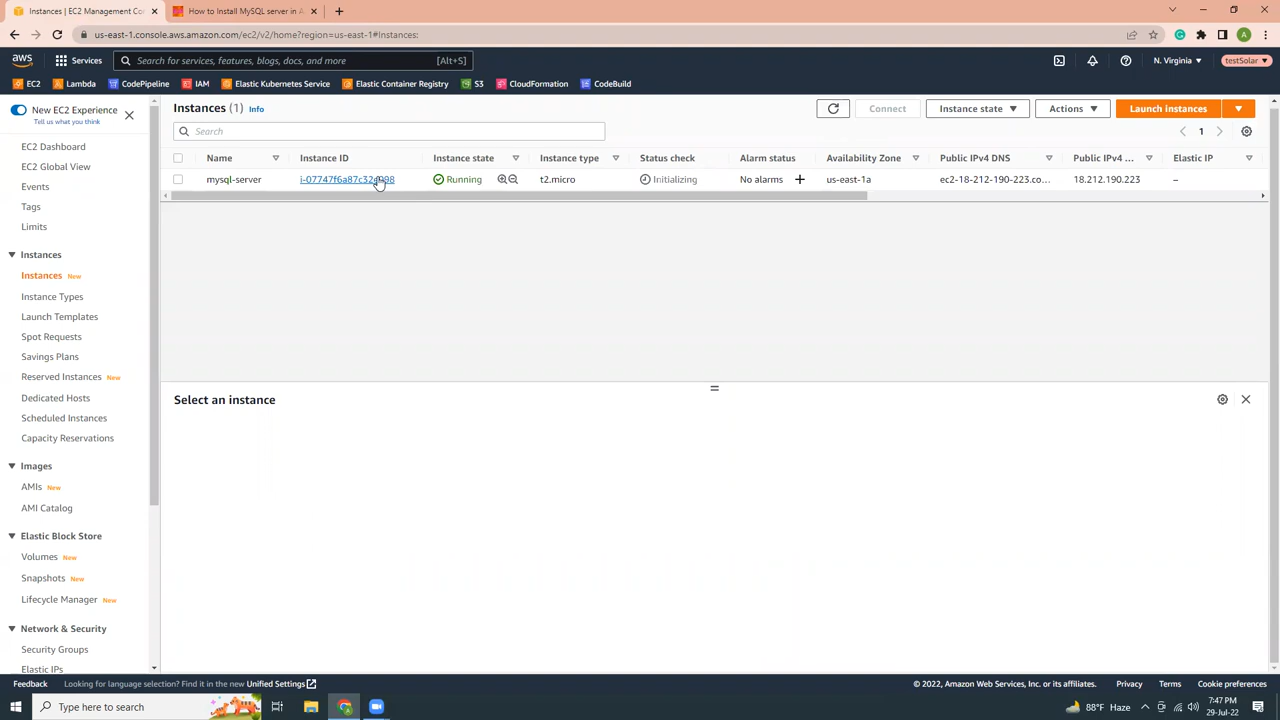 Instances | EC2 Management Con
How to Install MySQL server in A
us-east-1.console.aws.amazon.com/ec2/v2/home?region=us-east-1#Instances:
A
aws
Services
Search for services, features, blogs, docs, and more
[Alt+S]
N. Virginia
testSolar
EC2
Lambda
CodePipeline
IAM
Elastic Kubernetes Service
Elastic Container Registry
S3
CloudFormation
CodeBuild
New EC2 Experience
Tell us what you think
EC2 Dashboard
EC2 Global View
Events
Tags
Limits
Instances
Instances New
Instance Types
Launch Templates
Spot Requests
Savings Plans
Reserved Instances New
Dedicated Hosts
Scheduled Instances
Capacity Reservations
Images
AMIs New
AMI Catalog
Elastic Block Store
Volumes New
Snapshots New
Lifecycle Manager New
Network & Security
Security Groups
Elastic IPs
Instances (1) Info
Connect
Instance state
Actions
Launch instances
Search
1
Name
Instance ID
Instance state
Instance type
Status check
Alarm status
Availability Zone
Public IPv4 DNS
Public IPv4 ...
Elastic IP
mysql-server
Running
t2.micro
Initializing
No alarms
us-east-1a
ec2-18-212-190-223.co...
18.212.190.223
–
Select an instance
Feedback
Looking for language selection? Find it in the new Unified Settings
© 2022, Amazon Web Services, Inc. or its affiliates.
Privacy
Terms
Cookie preferences
Type here to search
88°F Haze
7:47 PM
29-Jul-22